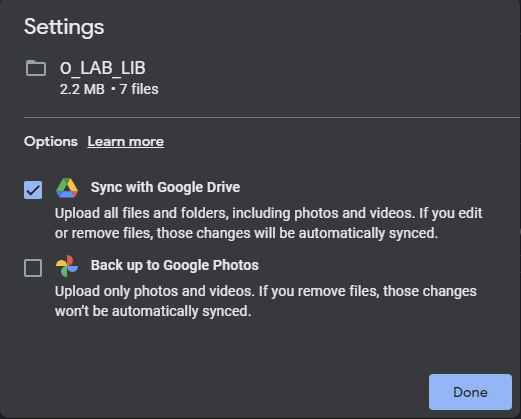 Settings
O_LAB_LIB
2.2 MB • 7 files
Options Learn more
Sync with Google Drive
Upload all files and folders, including photos and videos. If you edit
or remove files, those changes will be automatically synced.
Back up to Google Photos
Upload only photos and videos. If you remove files, those changes
won't be automatically synced.
Done